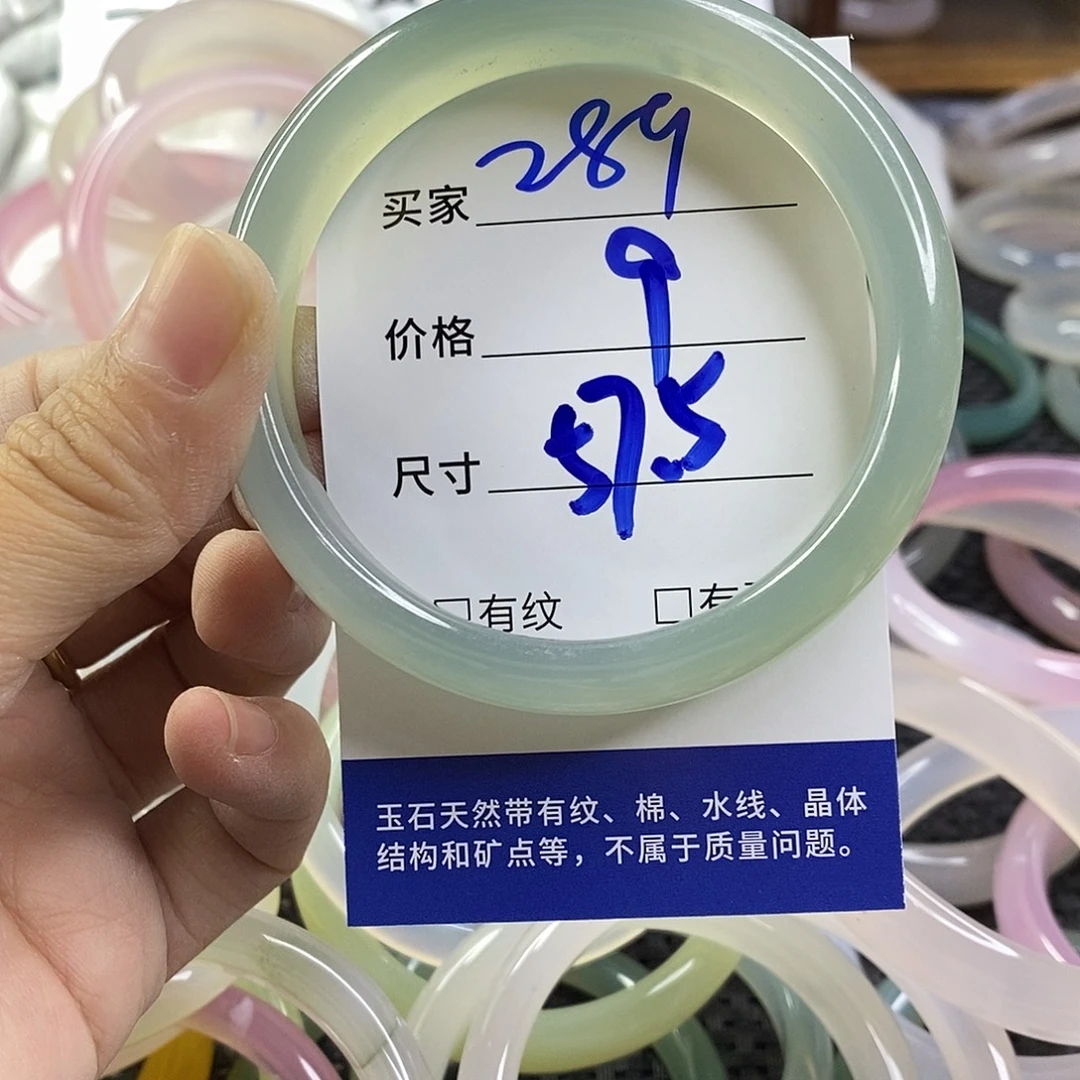 买家 289
价格 9
尺寸 57.5
□有纹 □有
玉石天然带有纹、棉、水线、晶体
结构和矿点等，不属于质量问题。